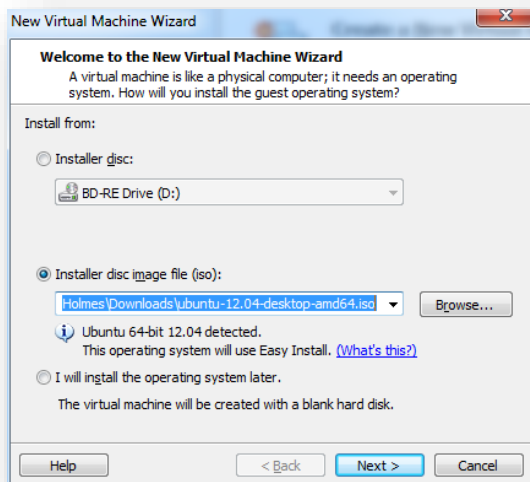 New Virtual Machine Wizard
Create a New Virtual
Welcome to the New Virtual Machine Wizard
A virtual machine is like a physical computer; it needs an operating
system. How will you install the guest operating system?
Install from:
Installer disc:
BD-RE Drive (D:)
Installer disc image file (iso):
Holmes\Downloads\ubuntu-12.04-desktop-amd64.iso
Browse...
Ubuntu 64-bit 12.04 detected.
This operating system will use Easy Install. (What's this?)
I will install the operating system later.
The virtual machine will be created with a blank hard disk.
Help
< Back
Next >
Cancel